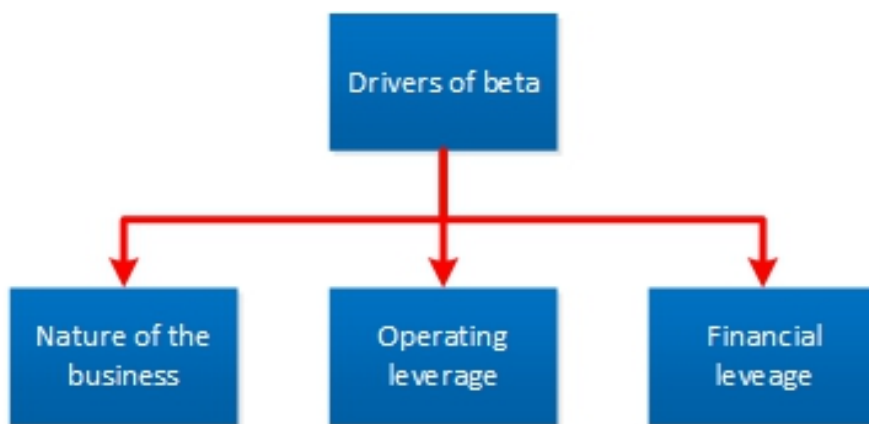 Drivers of beta
Nature of the
business
Operating
leverage
Financial
leveage